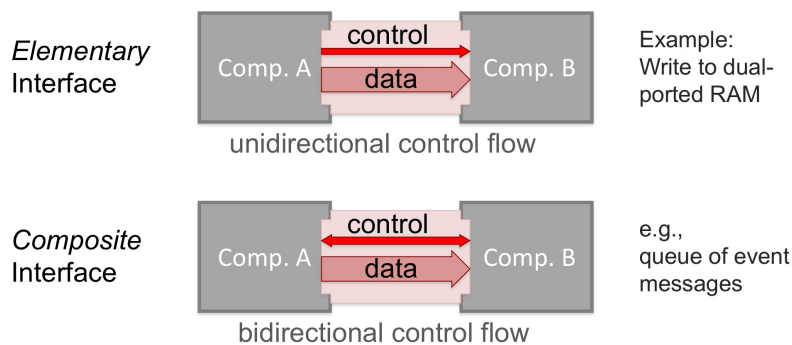 Elementary
Interface
Comp. A
control
data
Comp. B
unidirectional control flow
Example:
Write to dual-
ported RAM
Composite
Interface
Comp. A
control
data
Comp. B
bidirectional control flow
e.g.,
queue of event
messages